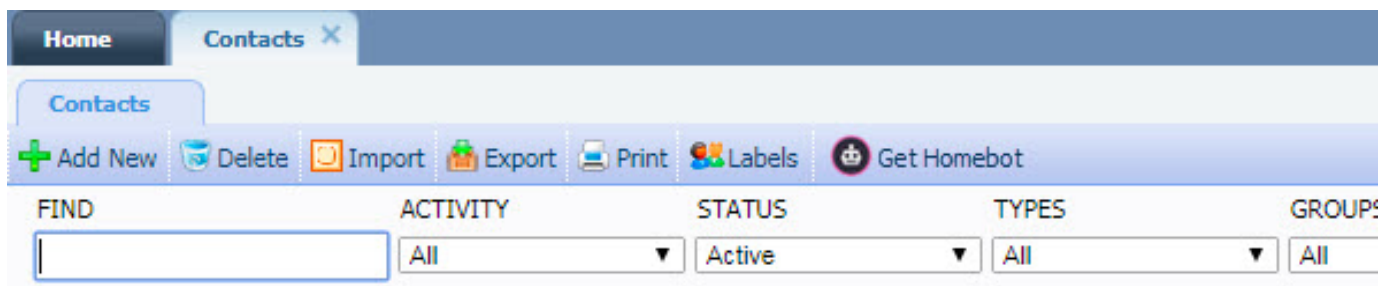 Home Contacts
Contacts
Add New Delete Import Export Print Labels Get Homebot
FIND ACTIVITY STATUS TYPES GROUPS
All Active All All